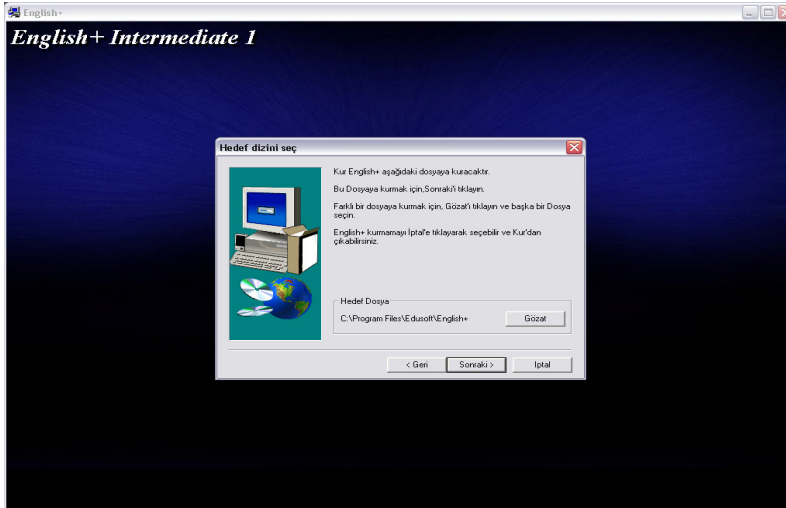 English+
English+ Intermediate 1
Hedef dizini seç
Kur English+ aşağıdaki dosyaya kuracaktır.
Bu Dosyaya kurmak için,Sonraki'i tıklayın.
Farklı bir dosyaya kurmak için, Gözat'ı tıklayın ve başka bir Dosya
seçin.
English+ kurmamayı İptal'e tıklayarak seçebilir ve Kur'dan
çıkabilirsiniz.
Hedef Dosya
C:\Program Files\Edusoft\English+
Gözat
< Geri
Sonraki >
Iptal